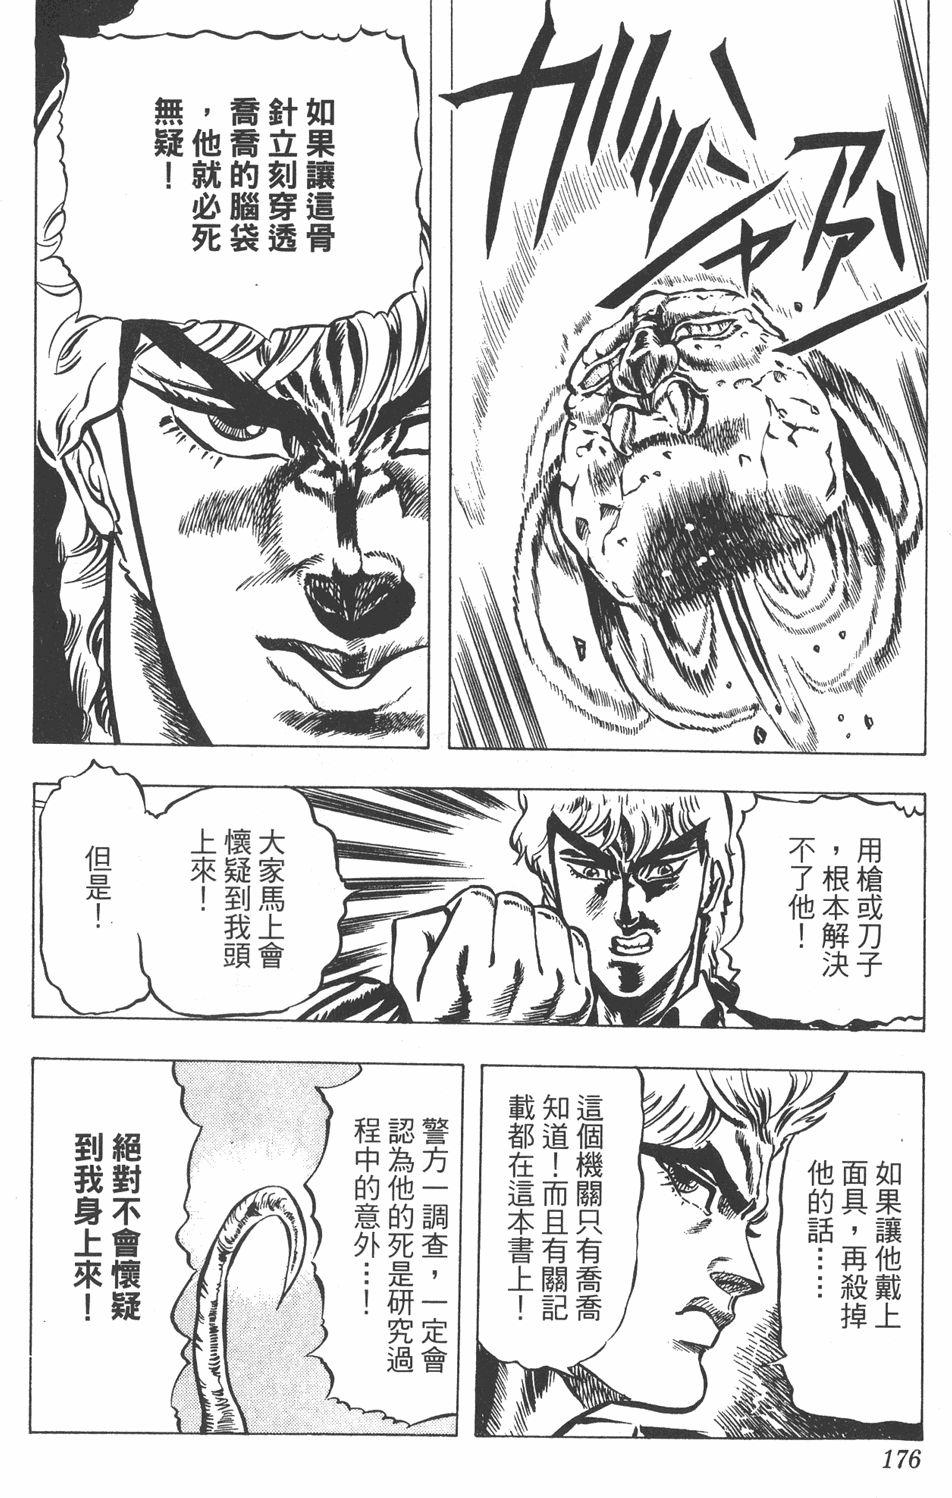 ガガッシャアァ
如果讓這骨
針立刻穿透
喬喬的腦袋
，他就必死
無疑！
用槍或刀子
，根本解決
不了他！
大家馬上會
懷疑到我頭
上來！
但是！
如果讓他戴上
面具，再殺掉
他的話……
這個機關只有喬喬
知道！而且有關記
載都在這本書上！
警方一調查，一定會
認為他的死是研究過
程中的意外…！
絕對不會懷疑
到我身上來！
176